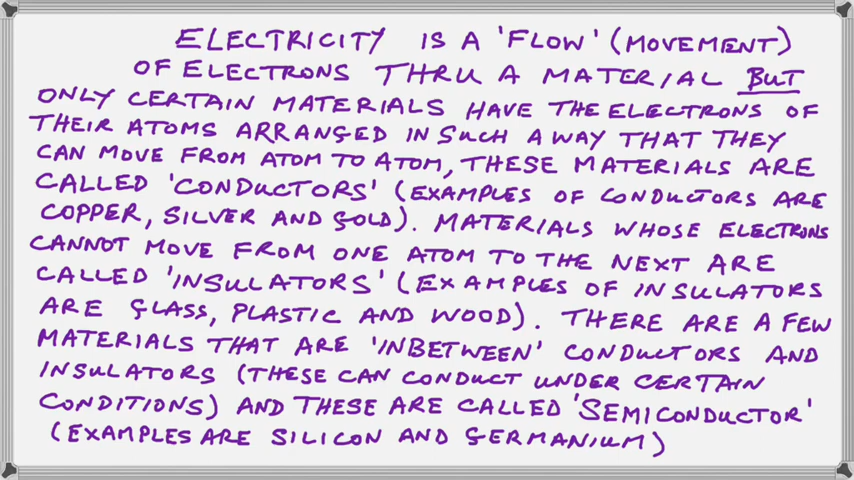 ELECTRICITY IS A 'FLOW' (MOVEMENT)
OF ELECTRONS THRU A MATERIAL BUT
ONLY CERTAIN MATERIALS HAVE THE ELECTRONS OF
THEIR ATOMS ARRANGED IN SUCH A WAY THAT THEY
CAN MOVE FROM ATOM TO ATOM, THESE MATERIALS ARE
CALLED 'CONDUCTORS' (EXAMPLES OF CONDUCTORS ARE
COPPER, SILVER AND GOLD). MATERIALS WHOSE ELECTRONS
CANNOT MOVE FROM ONE ATOM TO THE NEXT ARE
CALLED 'INSULATORS' (EXAMPLES OF INSULATORS
ARE GLASS, PLASTIC AND WOOD). THERE ARE A FEW
MATERIALS THAT ARE 'INBETWEEN' CONDUCTORS AND
INSULATORS (THESE CAN CONDUCT UNDER CERTAIN
CONDITIONS) AND THESE ARE CALLED 'SEMICONDUCTOR'
(EXAMPLES ARE SILICON AND GERMANIUM)